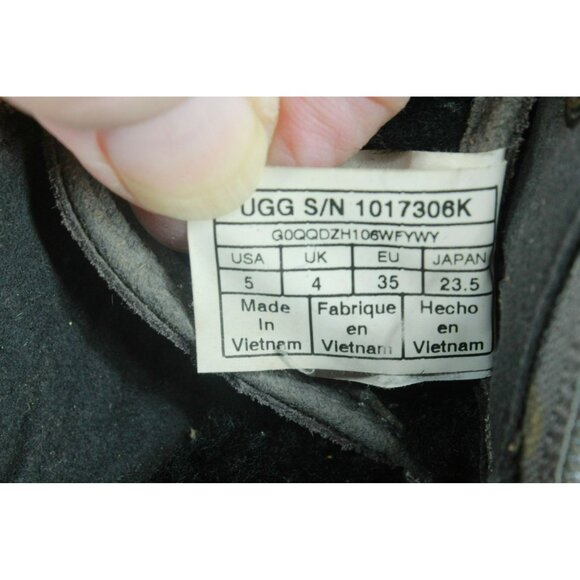 UGG S/N 1017306K
G0QQDZH106WFYWY
USA UK EU JAPAN
5 4 35 23.5
Made Fabrique Hecho
In en en
Vietnam Vietnam Vietnam